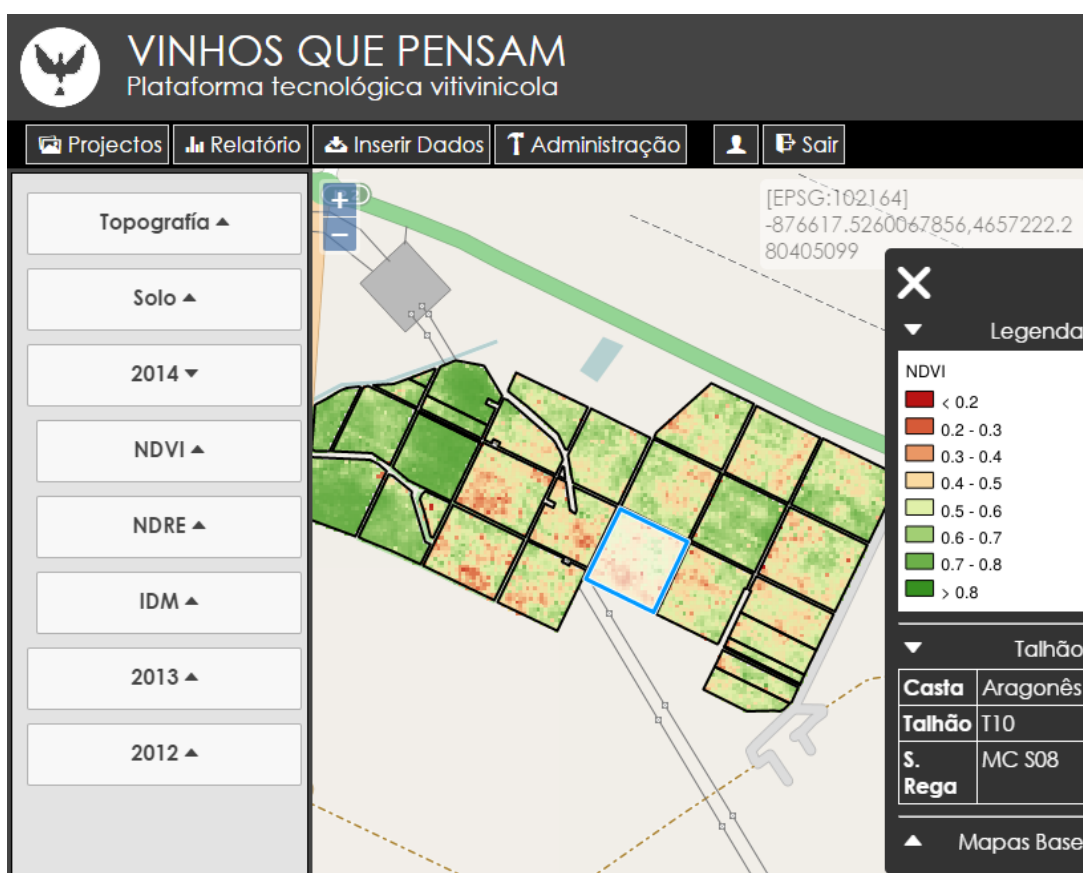 VINHOS QUE PENSAM
Plataforma tecnológica vitivinicola
Projectos
Relatório
Inserir Dados
Administração
Sair
Topografía
Solo
2014
NDVI
NDRE
IDM
2013
2012
+
−
[EPSG:102164]
-876617.5260067856,4657222.2
80405099
Legenda
NDVI
< 0.2
0.2 - 0.3
0.3 - 0.4
0.4 - 0.5
0.5 - 0.6
0.6 - 0.7
0.7 - 0.8
> 0.8
Talhão
Casta Aragonês
Talhão T10
S. MC S08
Rega
Mapas Base